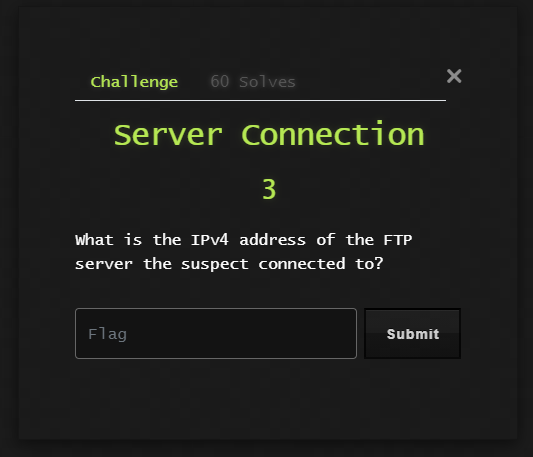 Challenge 60 Solves ×
Server Connection
3
What is the IPv4 address of the FTP
server the suspect connected to?
Flag Submit